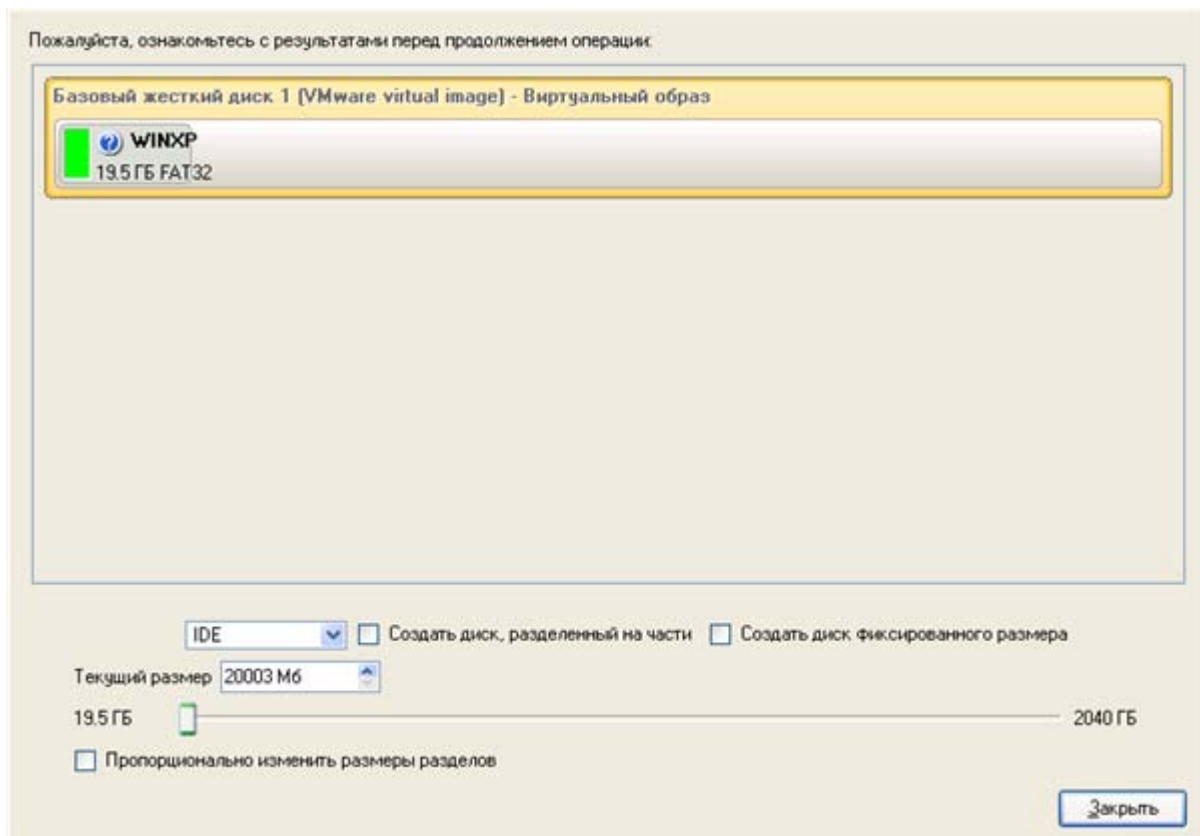 Пожалуйста, ознакомьтесь с результатами перед продолжением операции:
Базовый жесткий диск 1 (VMware virtual image) - Виртуальный образ
WINXP
19.5 ГБ FAT32
IDE Создать диск, разделенный на части Создать диск фиксированного размера
Текущий размер 20003 Мб
19.5 ГБ 2040 ГБ
Пропорционально изменить размеры разделов
Закрыть